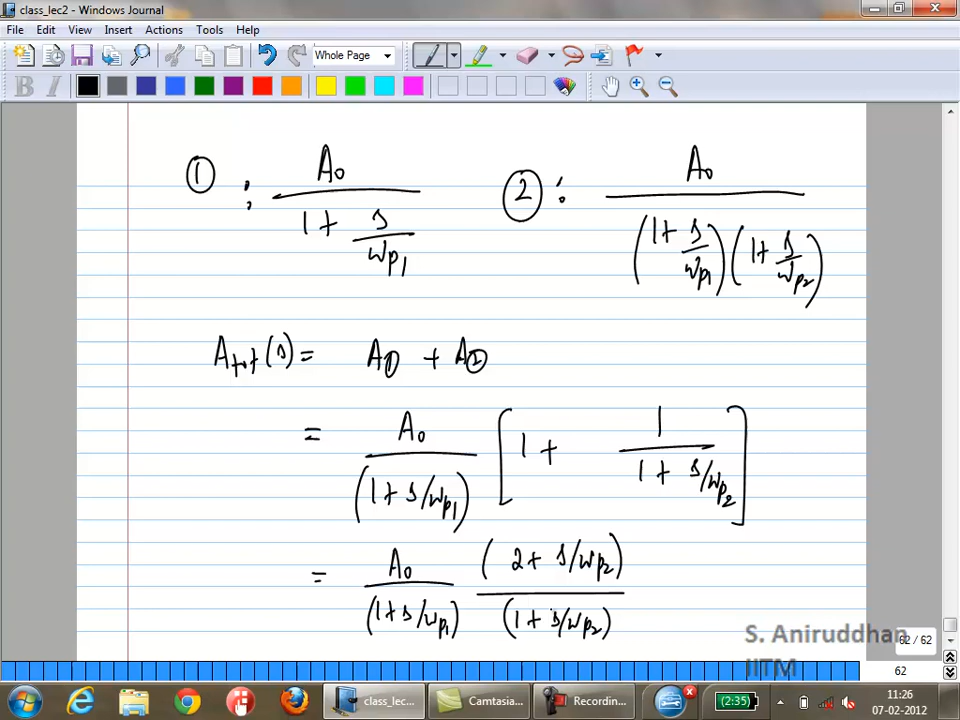 class_lec2 - Windows Journal
File Edit View Insert Actions Tools Help
Whole Page
B I
① : A₀ / (1 + s/ωp₁) ② : A₀ / ((1 + s/ωp₁)(1 + s/ωp₂))
Atot(s) = A① + A②
= A₀ / (1 + s/ωp₁) [1 + 1 / (1 + s/ωp₂)]
= A₀ / (1 + s/ωp₁) (2 + s/ωp₂) / (1 + s/ωp₂)
S. Aniruddhan
IITM
62 / 62
62
class_lec... Camtasia... Recordin... (2:35) 11:26
07-02-2012